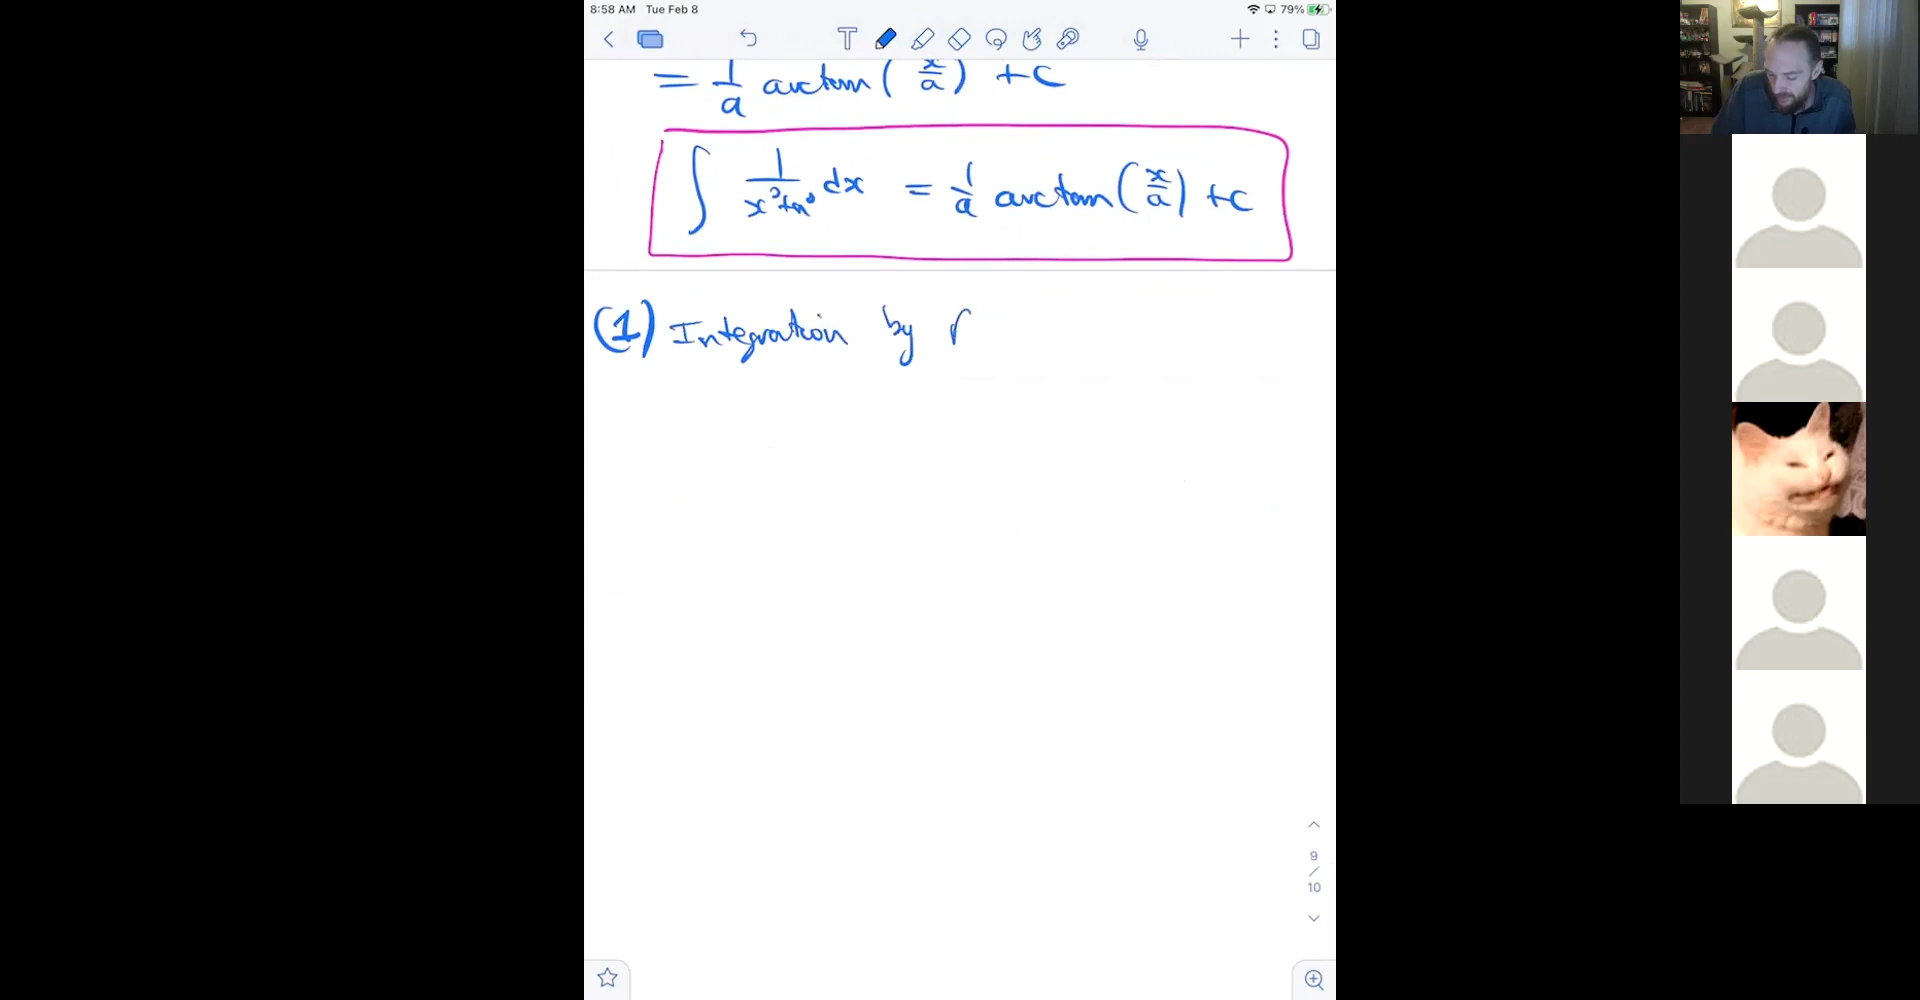 8:58 AM Tue Feb 8 79%
= 1/a arctan( x/a ) +C
∫ 1/x²+a² dx = 1/a arctan( x/a ) +C
(1) Integration by
9
/
10